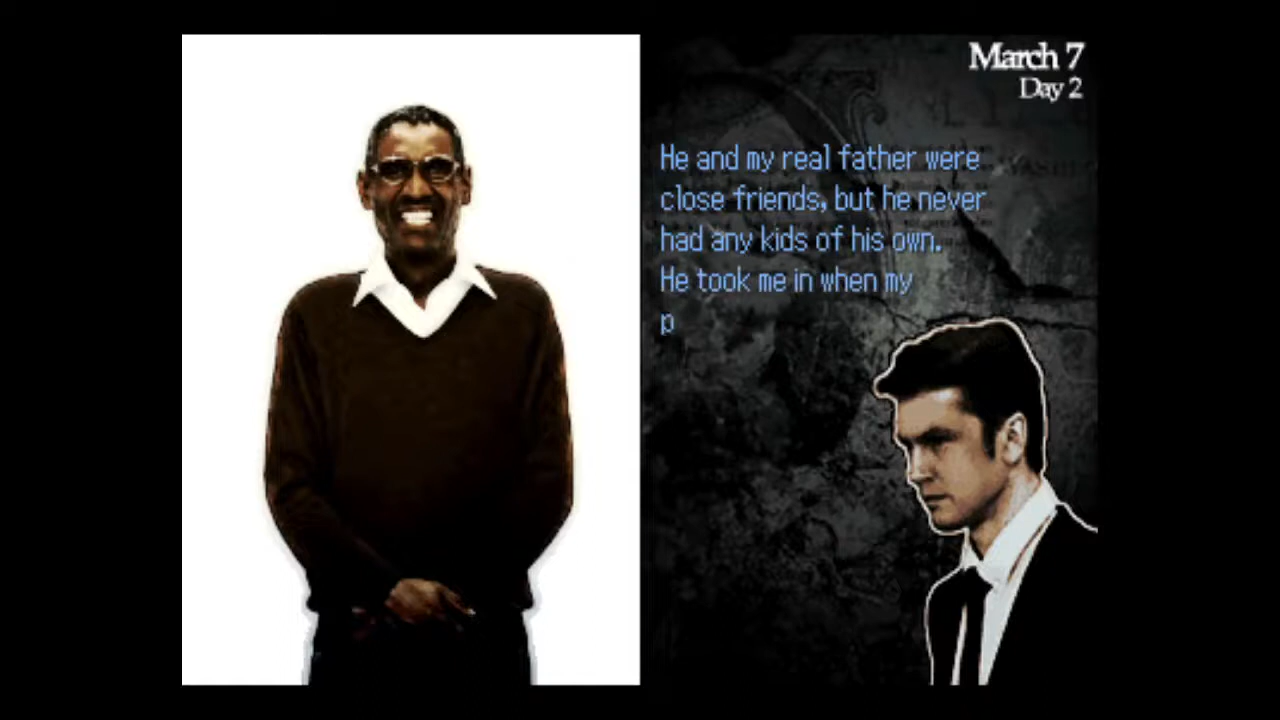 March 7
Day 2
He and my real father were
close friends, but he never
had any kids of his own.
He took me in when my
p